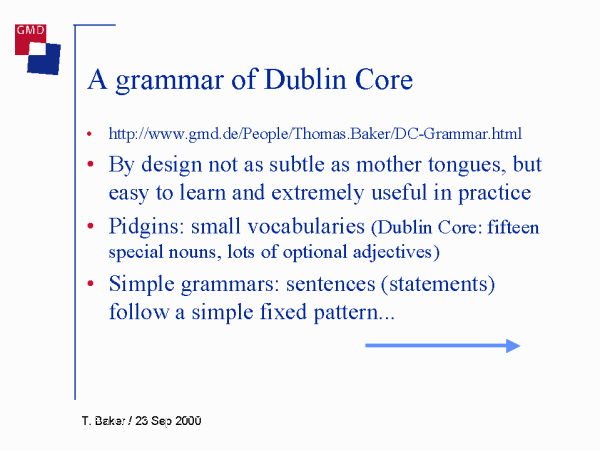 GMD
A grammar of Dublin Core
• http://www.gmd.de/People/Thomas.Baker/DC-Grammar.html
• By design not as subtle as mother tongues, but
easy to learn and extremely useful in practice
• Pidgins: small vocabularies (Dublin Core: fifteen
special nouns, lots of optional adjectives)
• Simple grammars: sentences (statements)
follow a simple fixed pattern...
T. Baker / 23 Sep 2000